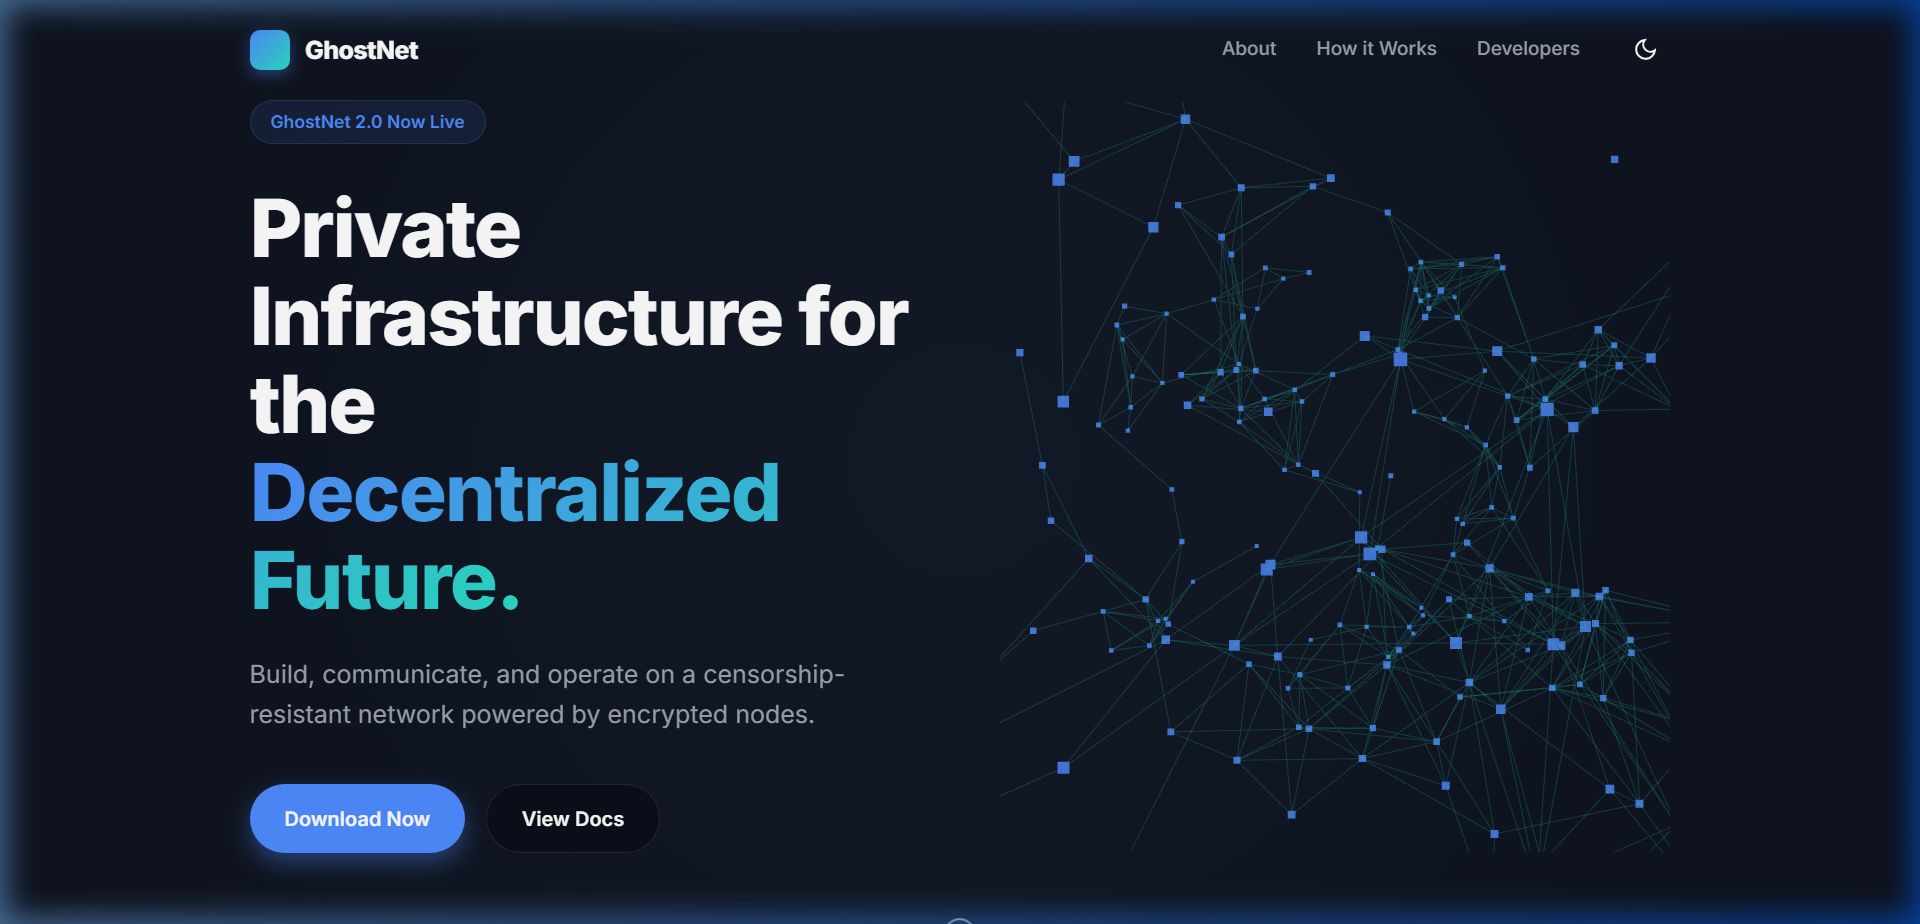 GhostNet
About
How it Works
Developers
GhostNet 2.0 Now Live
Private
Infrastructure for
the
Decentralized
Future.
Build, communicate, and operate on a censorship-
resistant network powered by encrypted nodes.
Download Now
View Docs